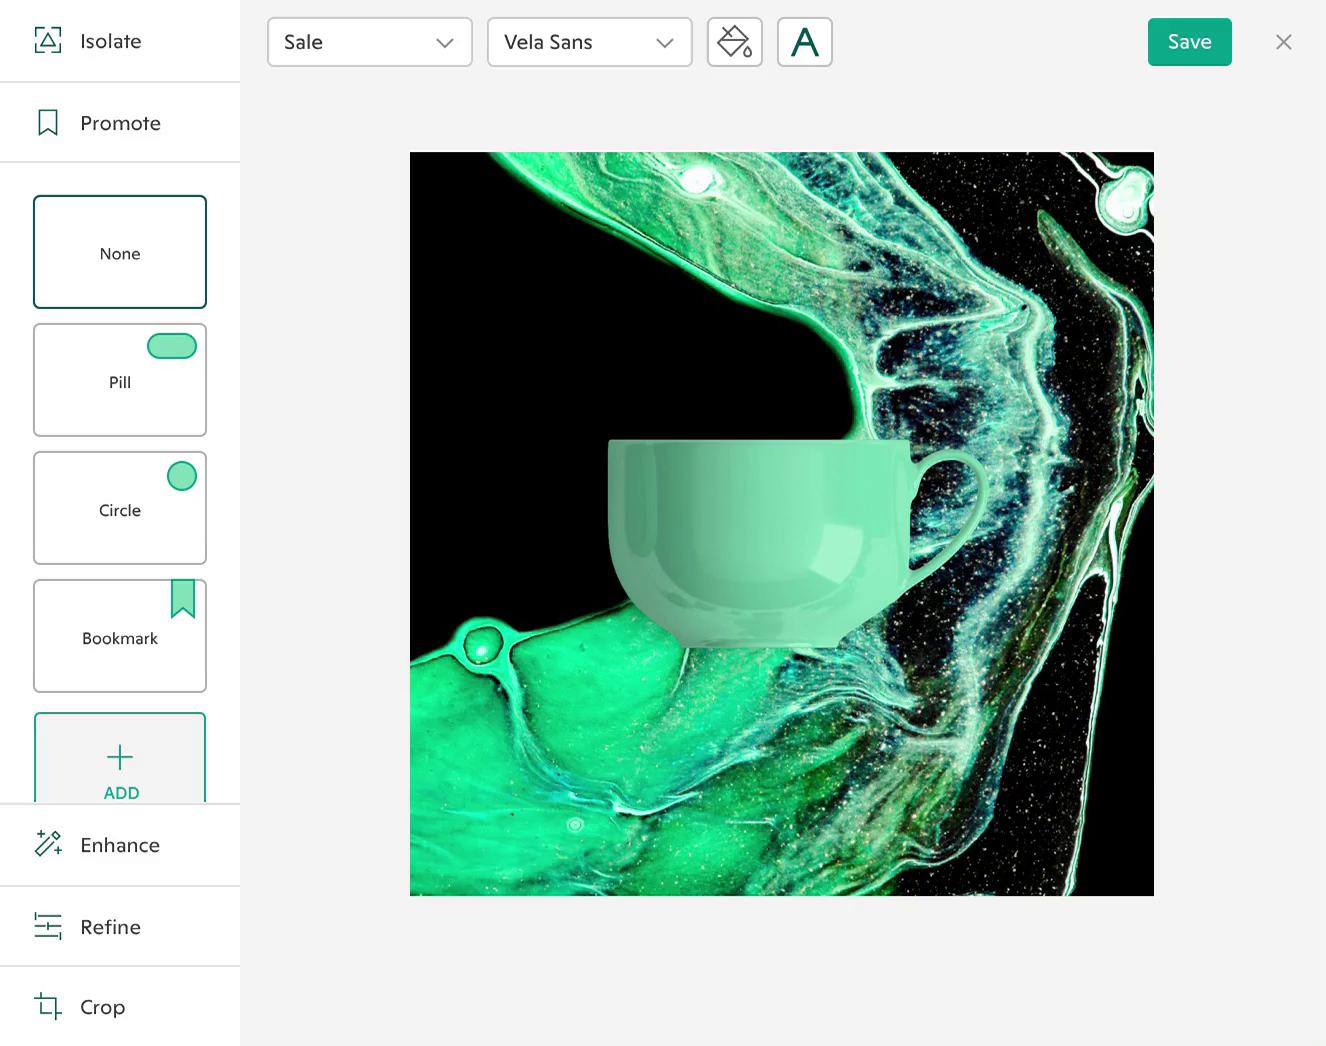 Isolate
Promote
None
Pill
Circle
Bookmark
ADD
Enhance
Refine
Crop
Sale
Vela Sans
A
Save